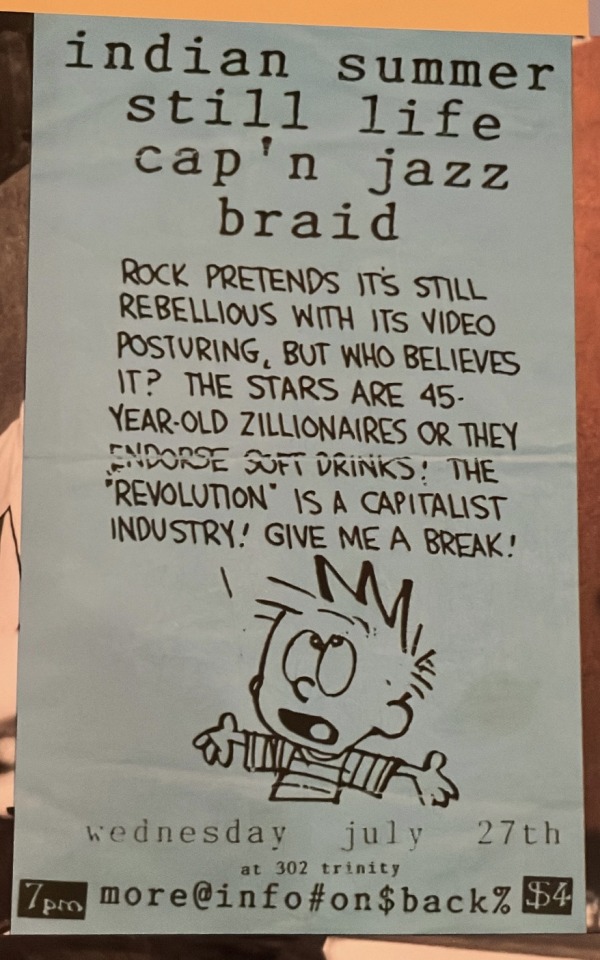 indian summer
still life
cap'n jazz
braid
ROCK PRETENDS IT'S STILL
REBELLIOUS WITH ITS VIDEO
POSTURING, BUT WHO BELIEVES
IT? THE STARS ARE 45-
YEAR-OLD ZILLIONAIRES OR THEY
ENDORSE SOFT DRINKS! THE
"REVOLUTION" IS A CAPITALIST
INDUSTRY! GIVE ME A BREAK!
wednesday july 27th
at 302 trinity
7pm more@info#on$back% $4